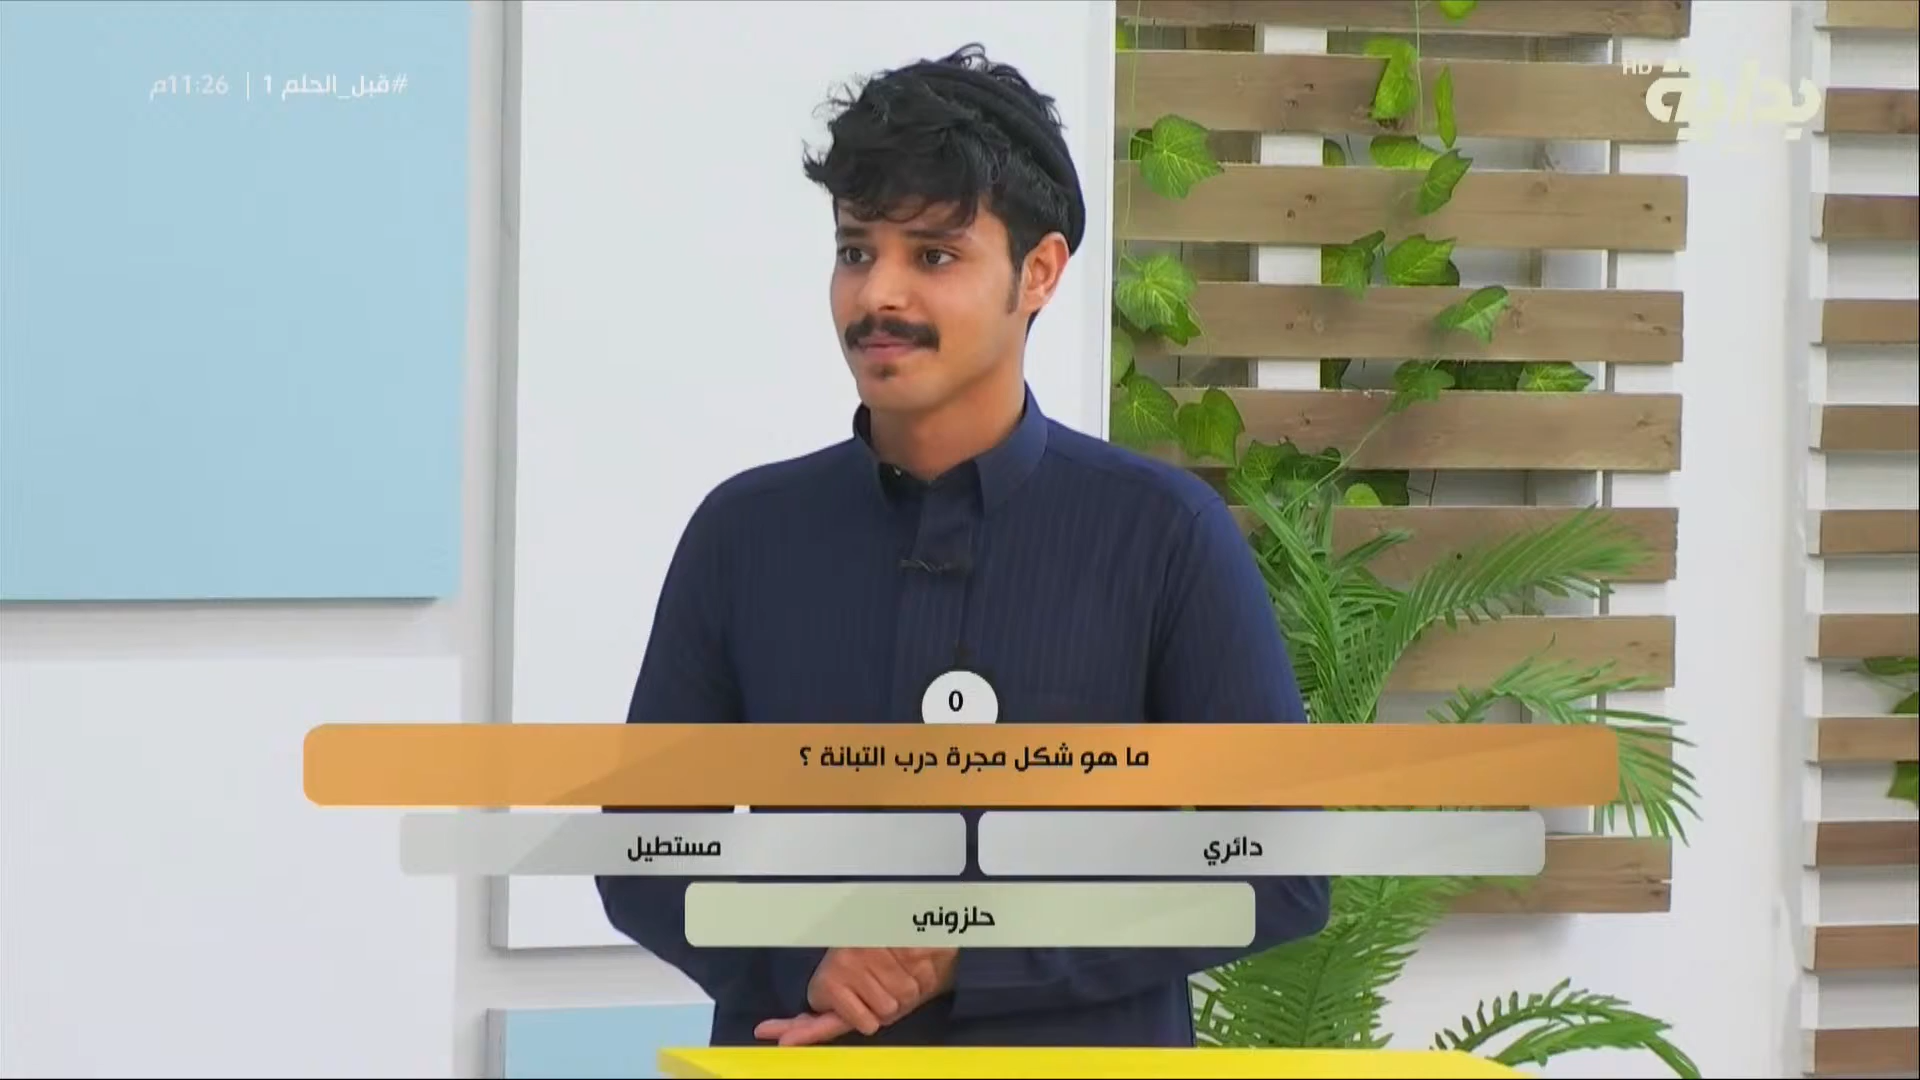 #قبل_الحلم 1 | 11:26م
HD
بداية
0
ما هو شكل مجرة درب التبانة ؟
دائري
مستطيل
حلزوني